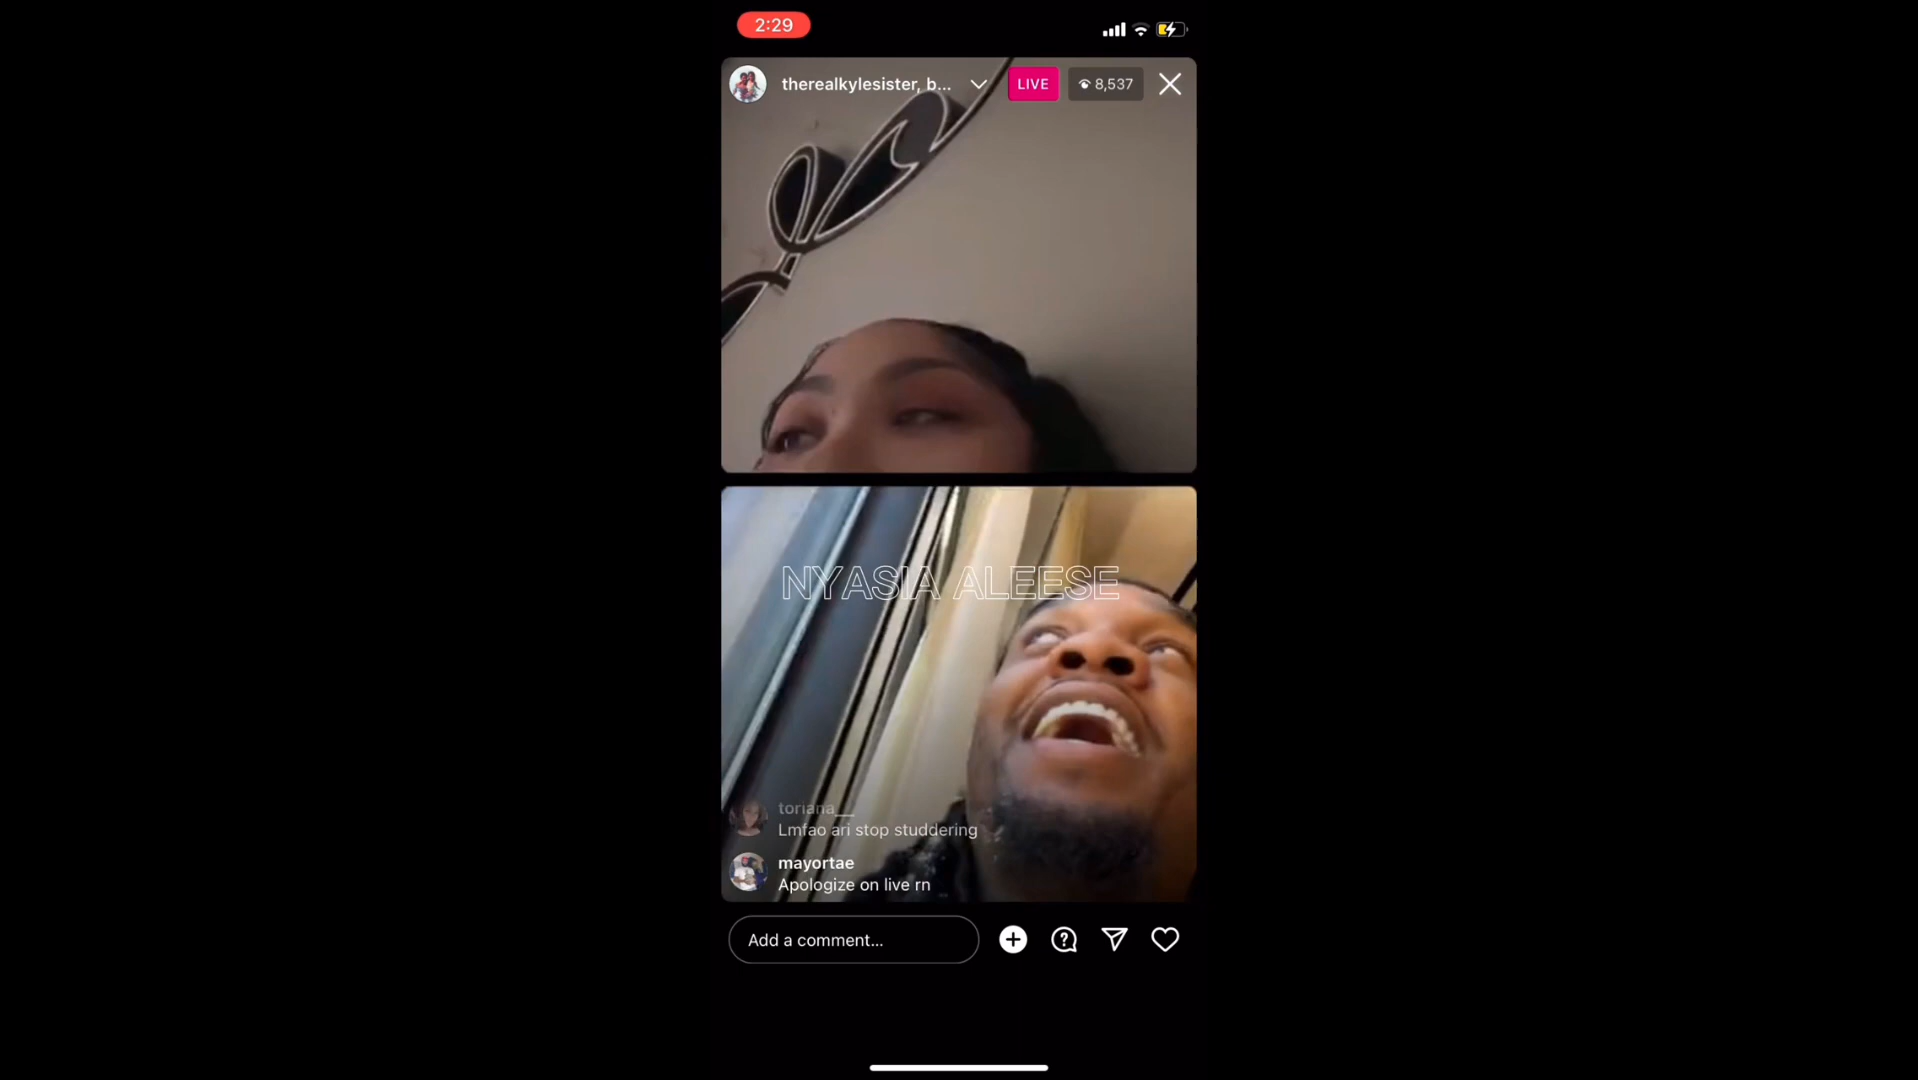 2:29
therealkylesister, b...
LIVE
8,537
NYASIA ALEESE
toriana__
Lmfao ari stop studdering
mayortae
Apologize on live rn
Add a comment...